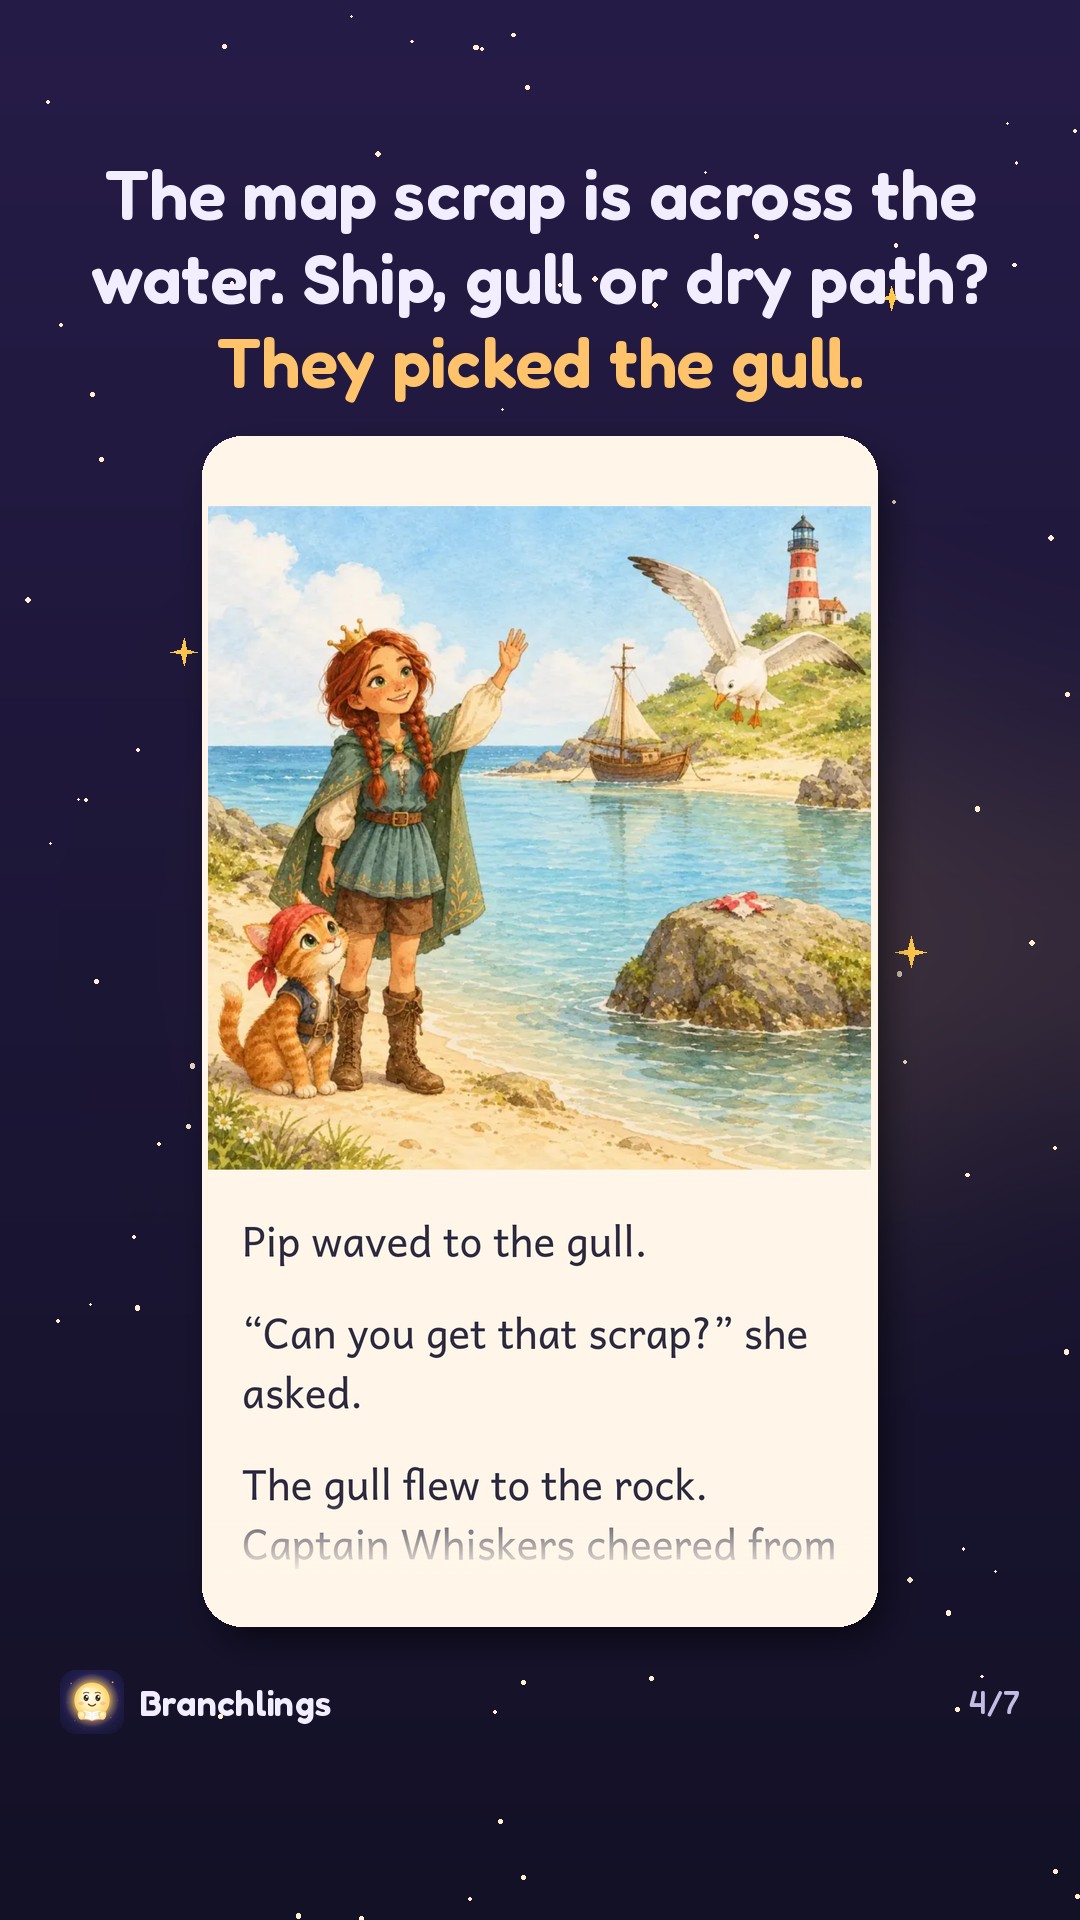 The map scrap is across the
water. Ship, gull or dry path?
They picked the gull.
Pip waved to the gull.
“Can you get that scrap?” she
asked.
The gull flew to the rock.
Captain Whiskers cheered from
Branchlings
4/7